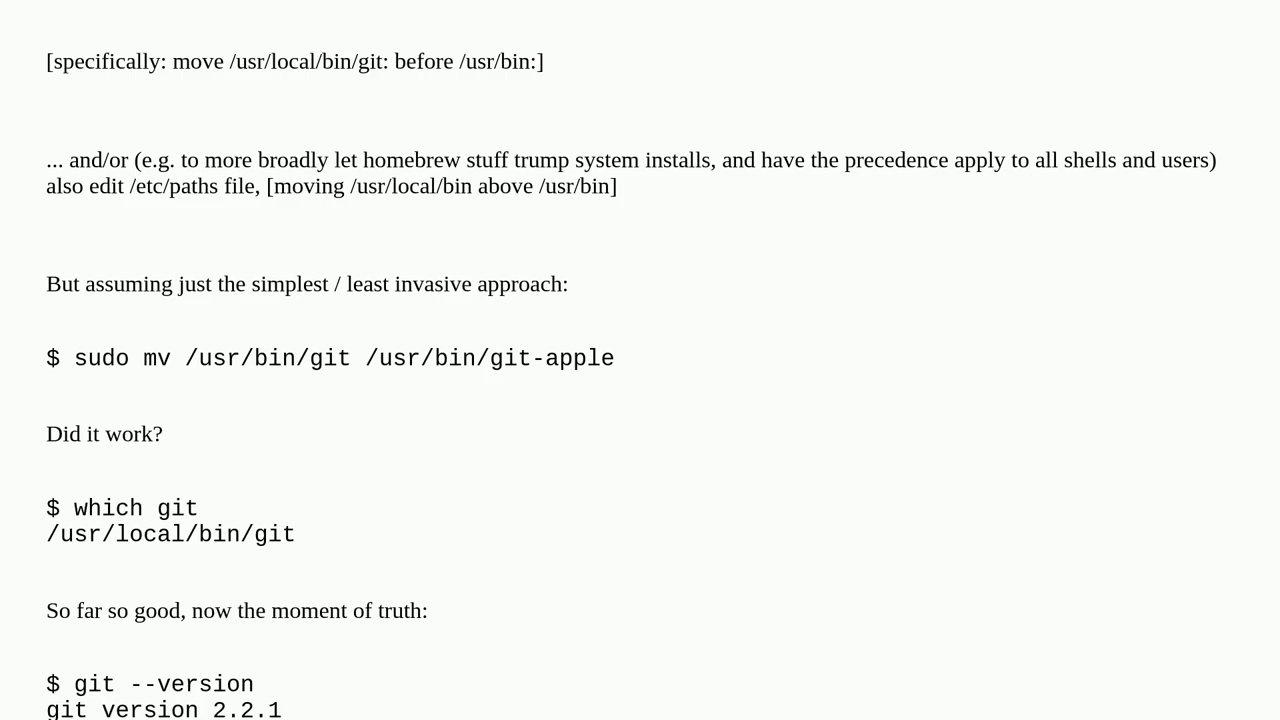 [specifically: move /usr/local/bin/git: before /usr/bin:]
... and/or (e.g. to more broadly let homebrew stuff trump system installs, and have the precedence apply to all shells and users)
also edit /etc/paths file, [moving /usr/local/bin above /usr/bin]
But assuming just the simplest / least invasive approach:
$ sudo mv /usr/bin/git /usr/bin/git-apple
Did it work?
$ which git
/usr/local/bin/git
So far so good, now the moment of truth:
$ git --version
git version 2.2.1